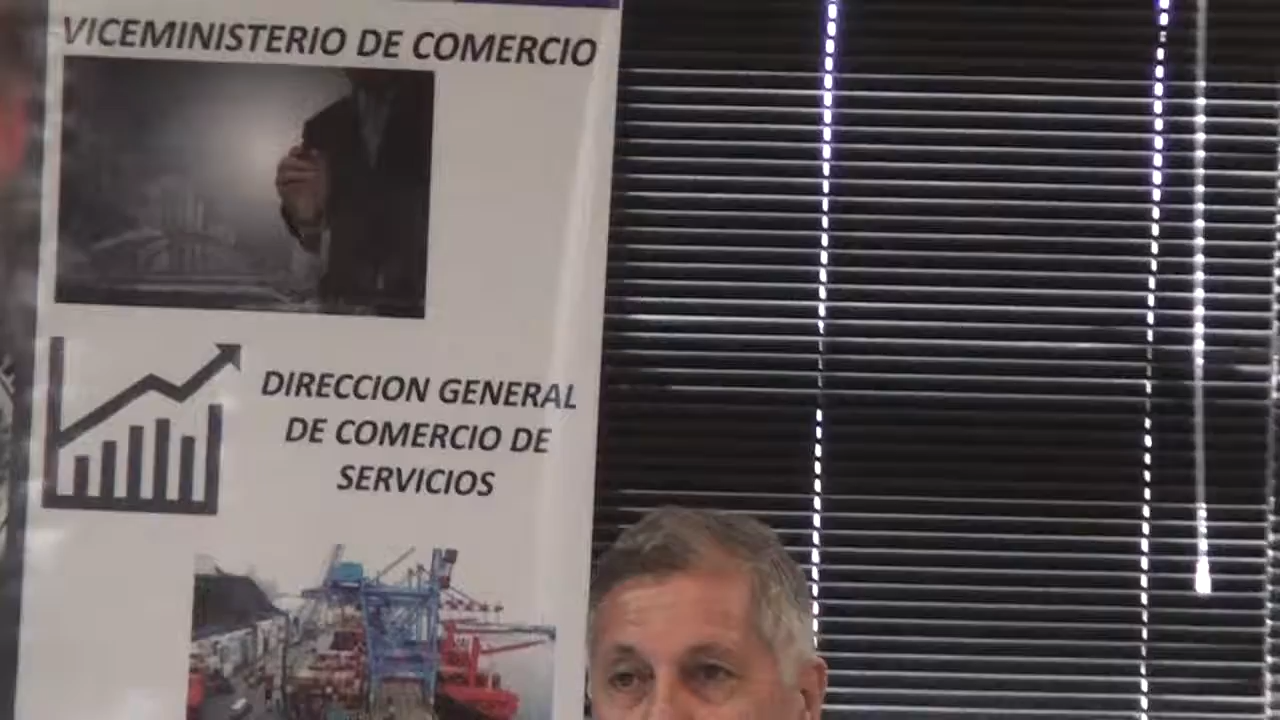 VICEMINISTERIO DE COMERCIO
DIRECCION GENERAL
DE COMERCIO DE
SERVICIOS